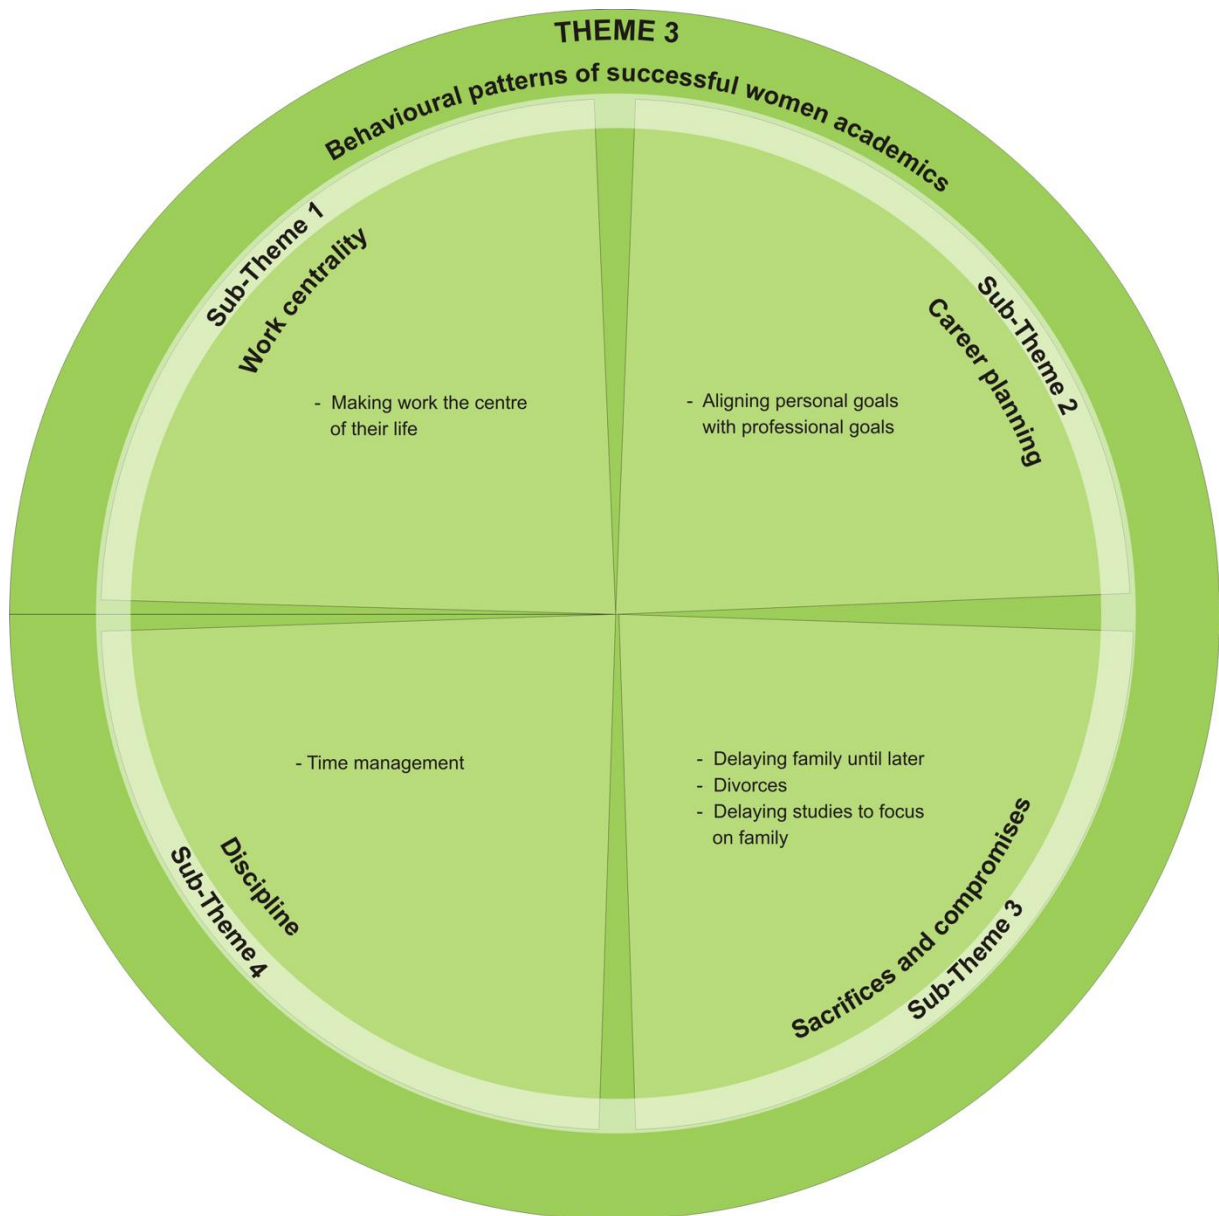 THEME 3
Behavioural patterns of successful women academics
Sub-Theme 1
Work centrality
- Making work the centre
of their life
Sub-Theme 2
Career planning
- Aligning personal goals
with professional goals
- Delaying family until later
- Divorces
- Delaying studies to focus
on family
Sacrifices and compromises
Sub-Theme 3
- Time management
Discipline
Sub-Theme 4